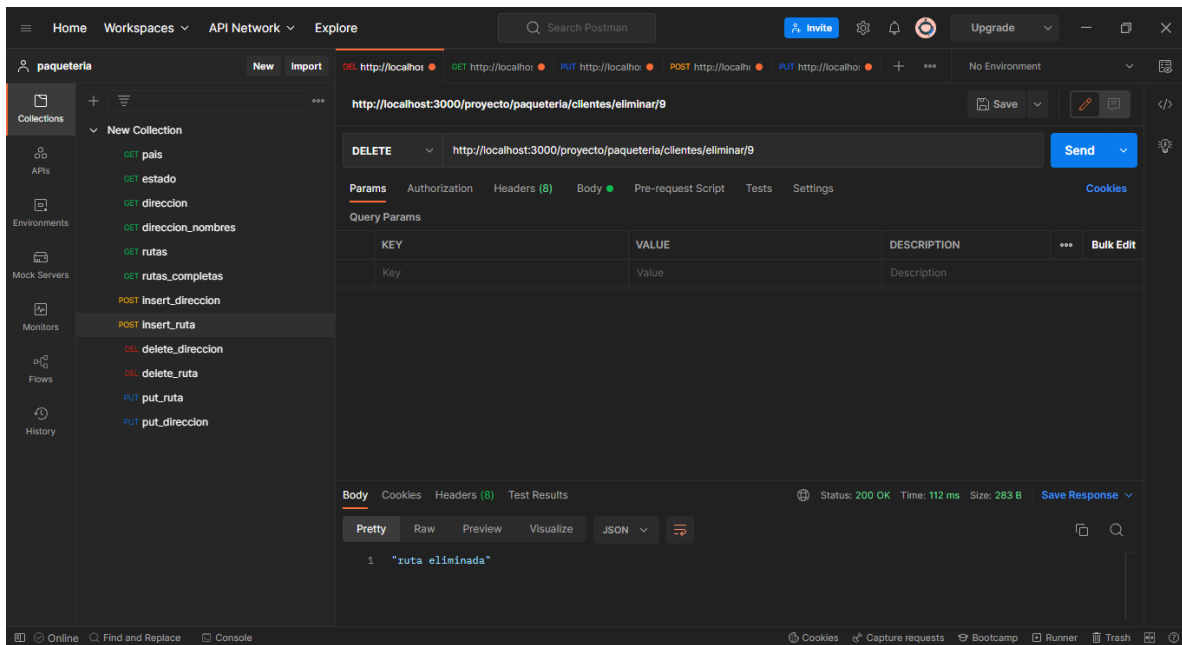 Home Workspaces API Network Explore Search Postman Invite Upgrade
paqueteria New Import DEL http://localhos GET http://localhos PUT http://localhos POST http://localho PUT http://localhos No Environment
Collections
APIs
Environments
Mock Servers
Monitors
Flows
History
New Collection
GET pais
GET estado
GET direccion
GET direccion_nombres
GET rutas
GET rutas_completas
POST insert_direccion
POST insert_ruta
DEL delete_direccion
DEL delete_ruta
PUT put_ruta
PUT put_direccion
http://localhost:3000/proyecto/paqueteria/clientes/eliminar/9 Save
DELETE http://localhost:3000/proyecto/paqueteria/clientes/eliminar/9 Send
Params Authorization Headers (8) Body Pre-request Script Tests Settings Cookies
Query Params
KEY VALUE DESCRIPTION Bulk Edit
Key Value Description
Body Cookies Headers (8) Test Results Status: 200 OK Time: 112 ms Size: 283 B Save Response
Pretty Raw Preview Visualize JSON
1 "ruta eliminada"
Online Find and Replace Console Cookies Capture requests Bootcamp Runner Trash